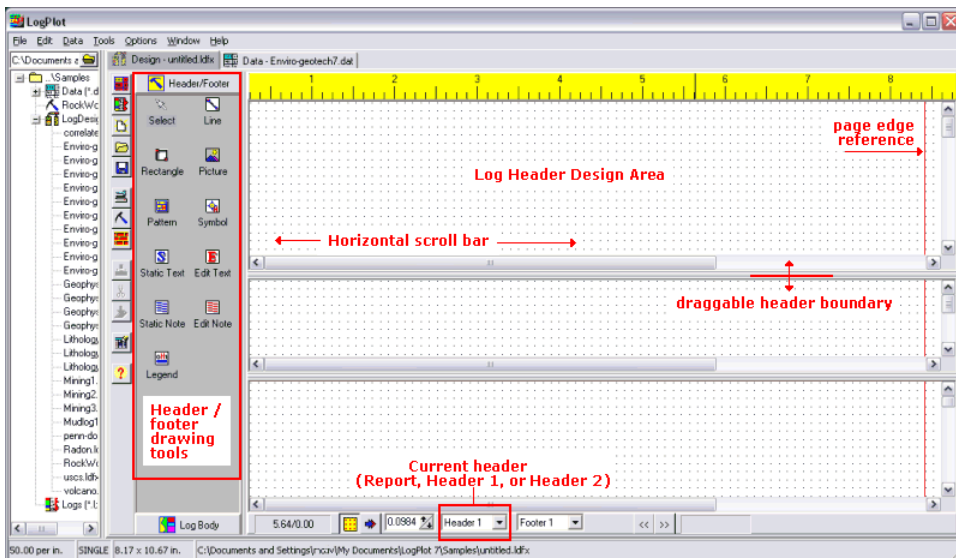 LogPlot
File Edit Data Tools Options Window Help
C:\Documents a
Design - untitled.ldfx
Data - Enviro-geotech7.dat
..\Samples
Data (*.d
RockWc
LogDesig
correlate
Enviro-g
Enviro-g
Enviro-g
Enviro-g
Enviro-g
Enviro-g
Enviro-g
Enviro-g
Enviro-g
Enviro-g
Geophys
Geophys
Geophys
Geophys
Lithology
Lithology
Lithology
Mining1.
Mining2.
Mining3.
Mudlog1
penn-do
Radon.l
RockWo
uscs.ldfx
volcano.
Logs (*.l:
Header/Footer
Select Line
Rectangle Picture
Pattern Symbol
Static Text Edit Text
Static Note Edit Note
Legend
Header /
footer
drawing
tools
Log Body
1 2 3 4 5 6 7 8
page edge
reference
Log Header Design Area
Horizontal scroll bar
draggable header boundary
Current header
(Report, Header 1, or Header 2)
5.64/0.00
0.0984
Header 1
Footer 1
<< >>
50.00 per in. SINGLE 8.17 x 10.67 in. C:\Documents and Settings\mcav\My Documents\LogPlot 7\Samples\untitled.ldfx